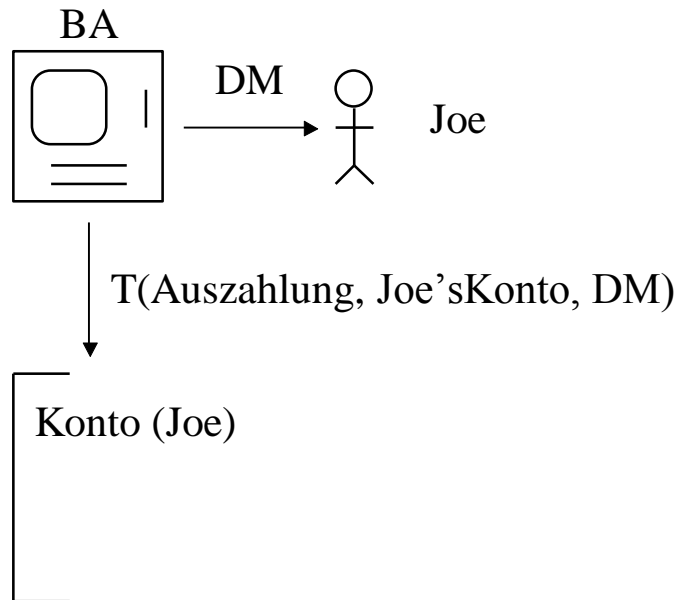 BA
DM
Joe
T(Auszahlung, Joe’sKonto, DM)
Konto (Joe)